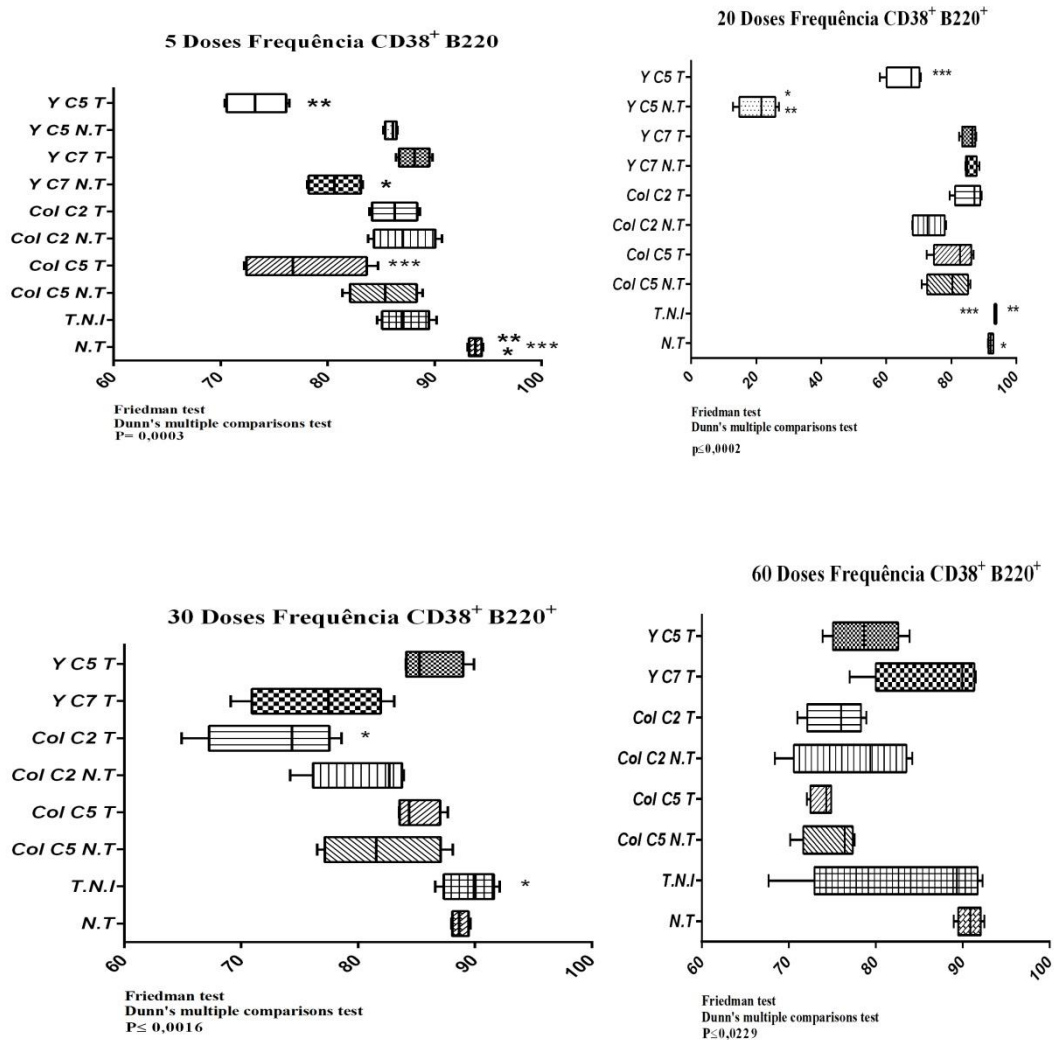 5 Doses Frequência CD38⁺ B220
Y C5 T
**
Y C5 N.T
Y C7 T
Y C7 N.T
*
Col C2 T
Col C2 N.T
Col C5 T
***
Col C5 N.T
T.N.I
N.T
**
* ***
60 70 80 90 100
Friedman test
Dunn's multiple comparisons test
P= 0,0003
20 Doses Frequência CD38⁺ B220⁺
Y C5 T
***
Y C5 N.T
*
**
Y C7 T
Y C7 N.T
Col C2 T
Col C2 N.T
Col C5 T
Col C5 N.T
T.N.I
*** **
N.T
*
0 20 40 60 80 100
Friedman test
Dunn's multiple comparisons test
p≤0,0002
30 Doses Frequência CD38⁺ B220⁺
Y C5 T
Y C7 T
Col C2 T
*
Col C2 N.T
Col C5 T
Col C5 N.T
T.N.I
*
N.T
60 70 80 90 100
Friedman test
Dunn's multiple comparisons test
P≤ 0,0016
60 Doses Frequência CD38⁺ B220⁺
Y C5 T
Y C7 T
Col C2 T
Col C2 N.T
Col C5 T
Col C5 N.T
T.N.I
N.T
60 70 80 90 100
Friedman test
Dunn's multiple comparisons test
P≤0,0229